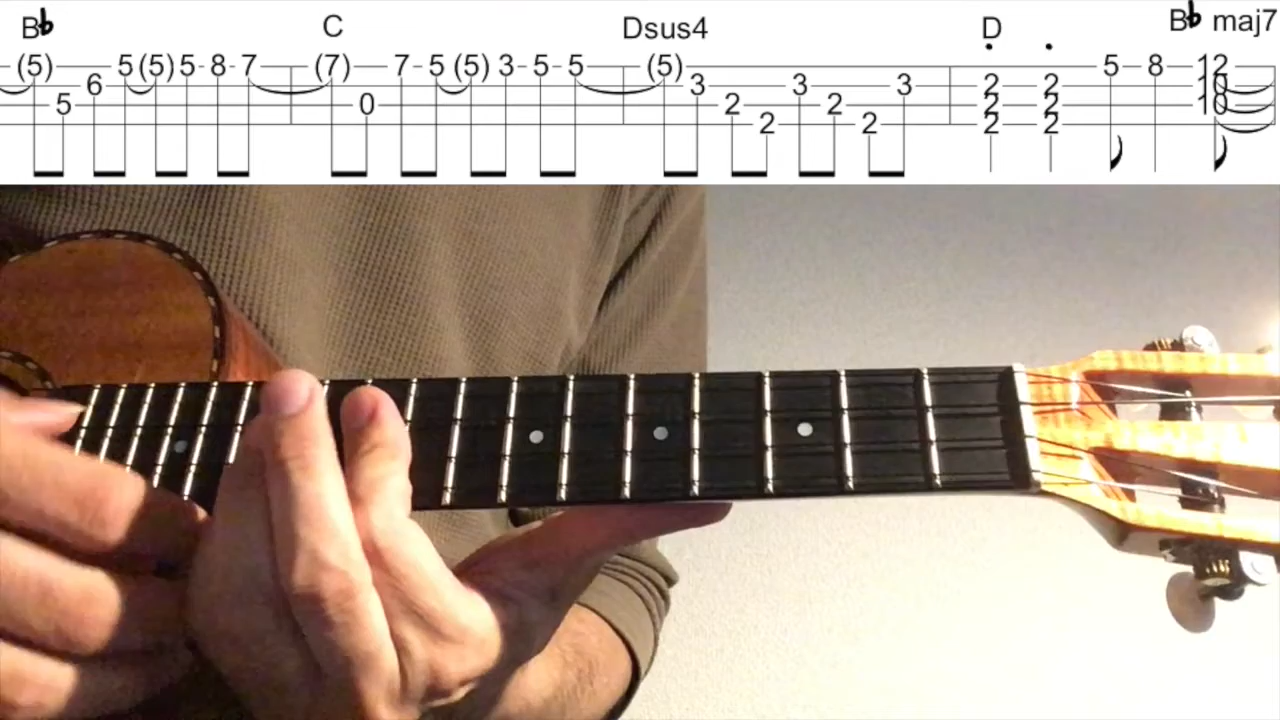 B♭ C Dsus4 D B♭ maj7
(5) 5 (5) 5 8 7 (7) 7 5 (5) 3 5 5 (5) 5 8 12
6 3 3 3 2 2 10
5 0 2 2 2 2 10
2 2 2 2